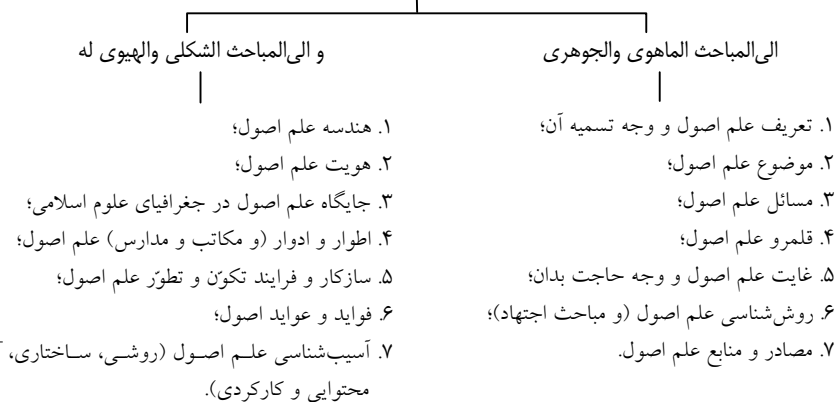 الی‌المباحث الماهوی والجوهری
۱. تعریف علم اصول و وجه تسمیه آن؛
۲. موضوع علم اصول؛
۳. مسائل علم اصول؛
۴. قلمرو علم اصول؛
۵. غایت علم اصول و وجه حاجت بدان؛
۶. روش‌شناسی علم اصول (و مباحث اجتهاد)؛
۷. مصادر و منابع علم اصول.
و الی‌المباحث الشکلی والهیوی له
۱. هندسه علم اصول؛
۲. هویت علم اصول؛
۳. جایگاه علم اصول در جغرافیای علوم اسلامی؛
۴. اطوار و ادوار (و مکاتب و مدارس) علم اصول؛
۵. سازکار و فرایند تکوّن و تطوّر علم اصول؛
۶. فواید و عواید اصول؛
۷. آسیب‌شناسی علم اصول (روشی، ساختاری،
محتوایی و کارکردی).